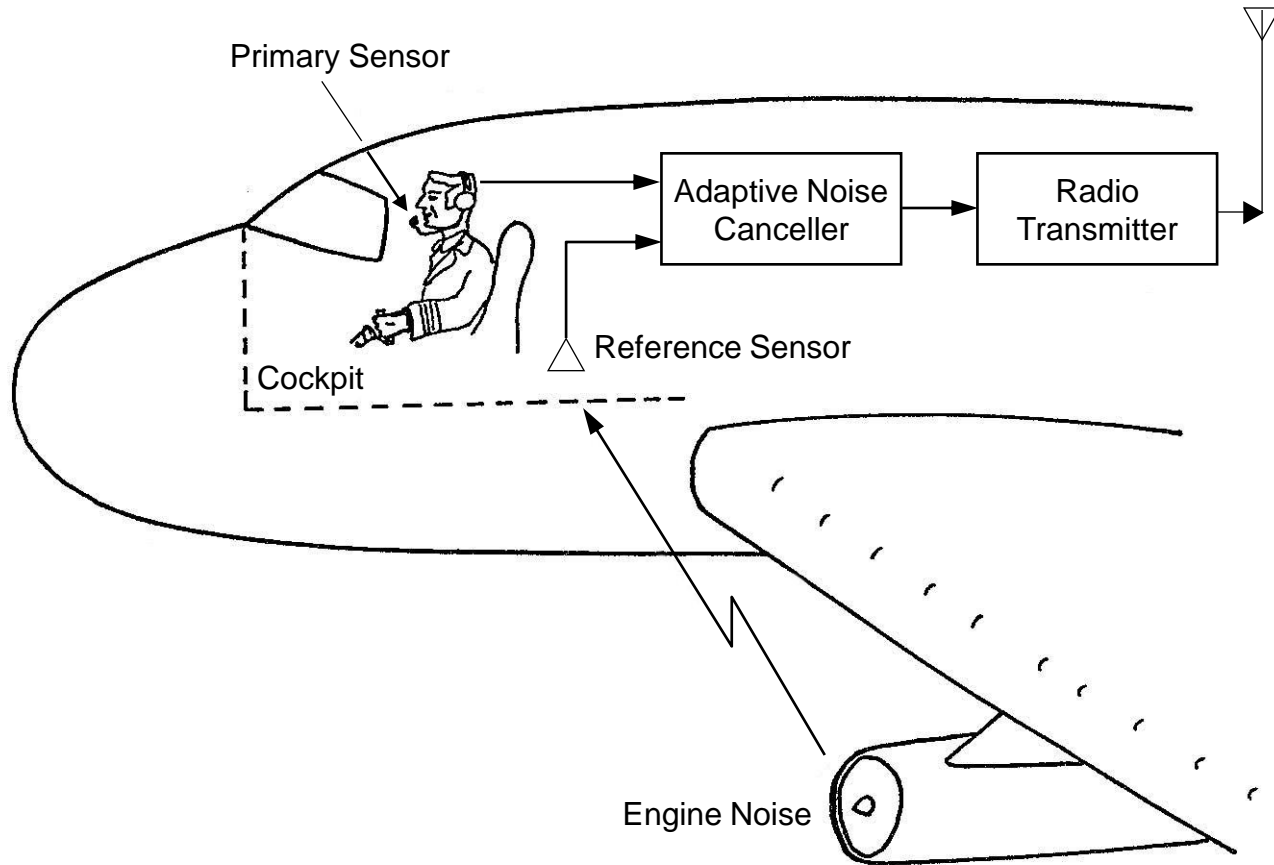 Primary Sensor
Adaptive Noise
Canceller
Radio
Transmitter
Reference Sensor
Cockpit
Engine Noise